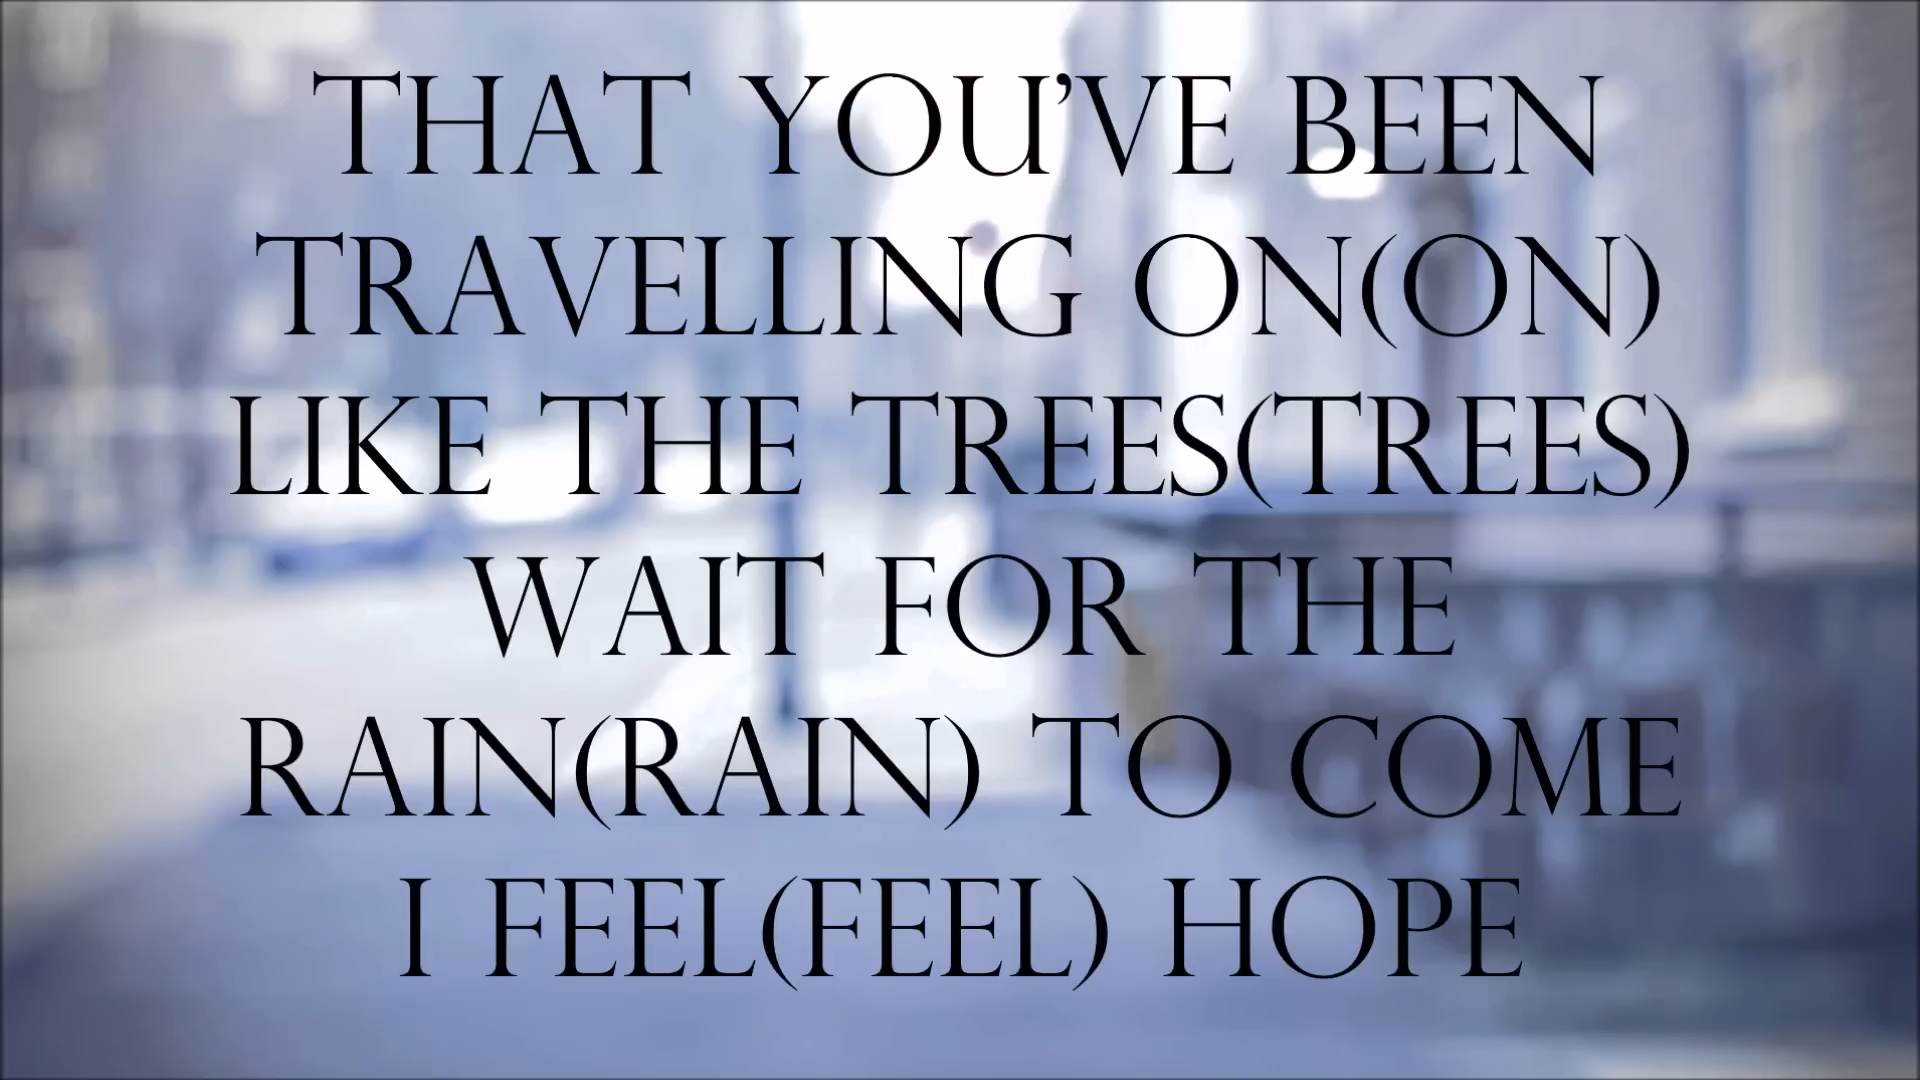 THAT YOU'VE BEEN
TRAVELLING ON(ON)
LIKE THE TREES(TREES)
WAIT FOR THE
RAIN(RAIN) TO COME
I FEEL(FEEL) HOPE